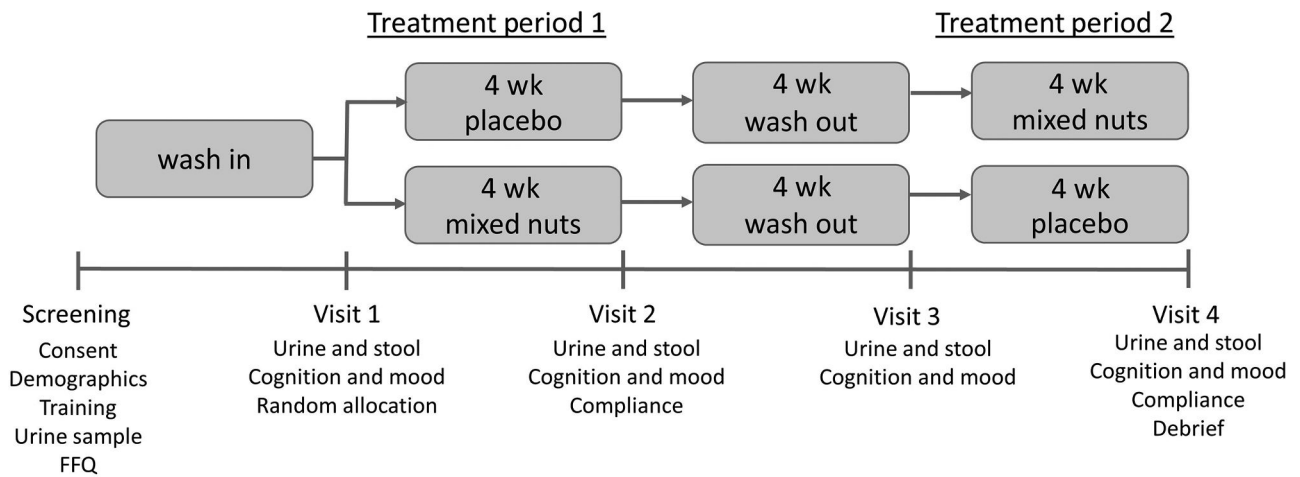 Treatment period 1
Treatment period 2
wash in
4 wk
placebo
4 wk
wash out
4 wk
mixed nuts
4 wk
mixed nuts
4 wk
wash out
4 wk
placebo
Screening
Consent
Demographics
Training
Urine sample
FFQ
Visit 1
Urine and stool
Cognition and mood
Random allocation
Visit 2
Urine and stool
Cognition and mood
Compliance
Visit 3
Urine and stool
Cognition and mood
Visit 4
Urine and stool
Cognition and mood
Compliance
Debrief